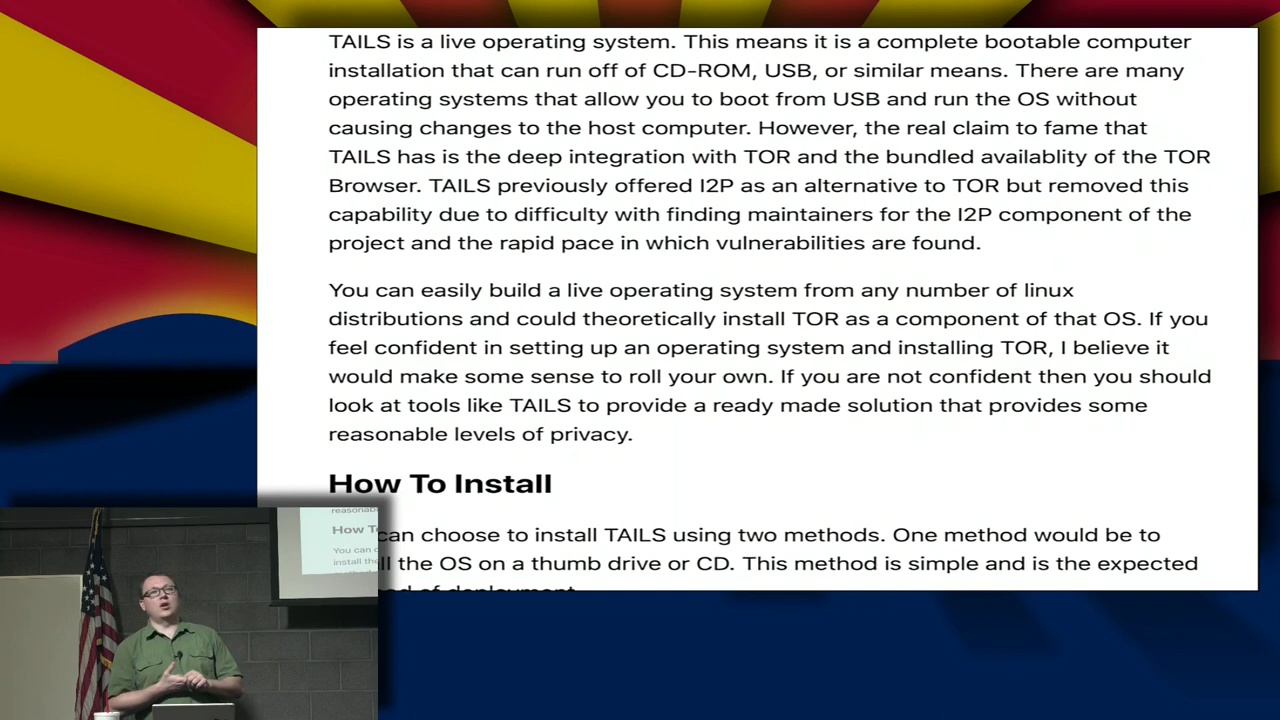 TAILS is a live operating system. This means it is a complete bootable computer
installation that can run off of CD-ROM, USB, or similar means. There are many
operating systems that allow you to boot from USB and run the OS without
causing changes to the host computer. However, the real claim to fame that
TAILS has is the deep integration with TOR and the bundled availablity of the TOR
Browser. TAILS previously offered I2P as an alternative to TOR but removed this
capability due to difficulty with finding maintainers for the I2P component of the
project and the rapid pace in which vulnerabilities are found.
You can easily build a live operating system from any number of linux
distributions and could theoretically install TOR as a component of that OS. If you
feel confident in setting up an operating system and installing TOR, I believe it
would make some sense to roll your own. If you are not confident then you should
look at tools like TAILS to provide a ready made solution that provides some
reasonable levels of privacy.
How To Install
can choose to install TAILS using two methods. One method would be to
the OS on a thumb drive or CD. This method is simple and is the expected
of deployment
How T
You can
install the